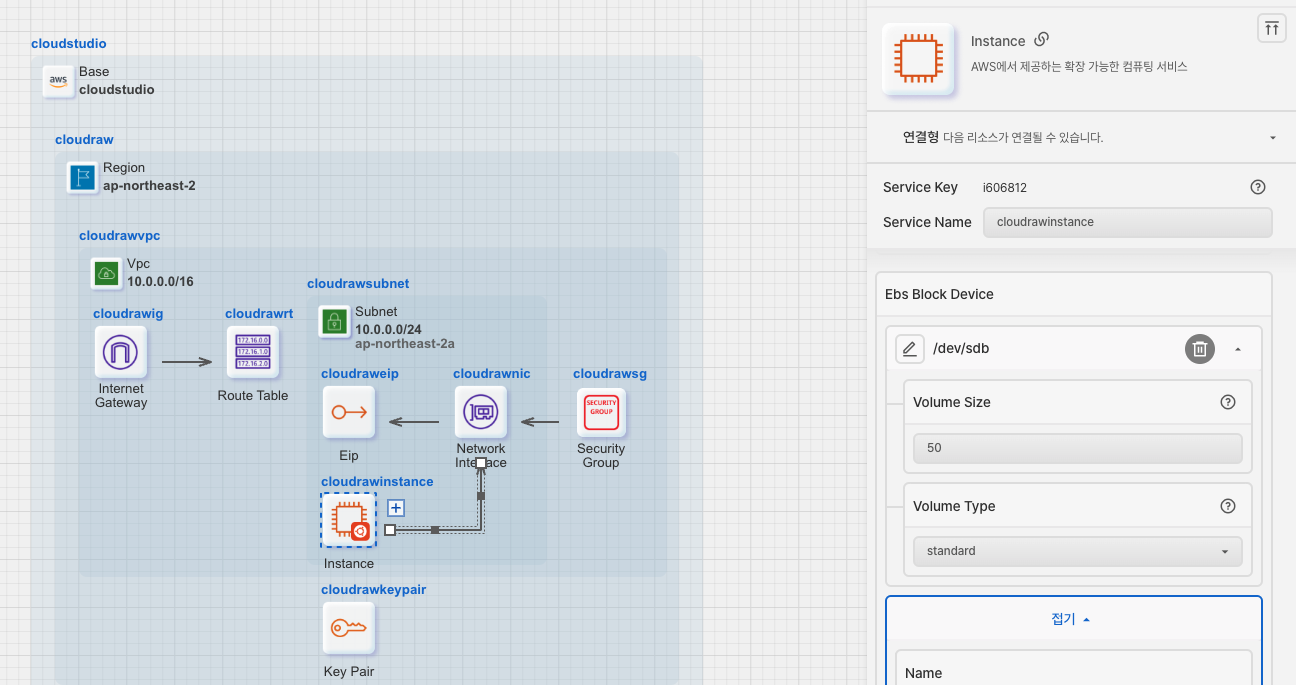 cloudstudio
aws
Base
cloudstudio
cloudraw
Region
ap-northeast-2
cloudrawvpc
Vpc
10.0.0.0/16
cloudrawsubnet
Subnet
10.0.0.0/24
ap-northeast-2a
cloudrawig
Internet
Gateway
cloudrawrt
172.16.0.0
172.16.1.0
172.16.2.0
Route Table
cloudraweip
Eip
cloudrawnic
Network
cloudrawsg
SECURITY
GROUP
Security
Group
cloudrawinstance
Instance
cloudrawkeypair
Key Pair
Instance
AWS에서 제공하는 확장 가능한 컴퓨팅 서비스
연결형 다음 리소스가 연결될 수 있습니다.
Service Key i606812
Service Name cloudrawinstance
Ebs Block Device
/dev/sdb
Volume Size
50
Volume Type
standard
접기
Name